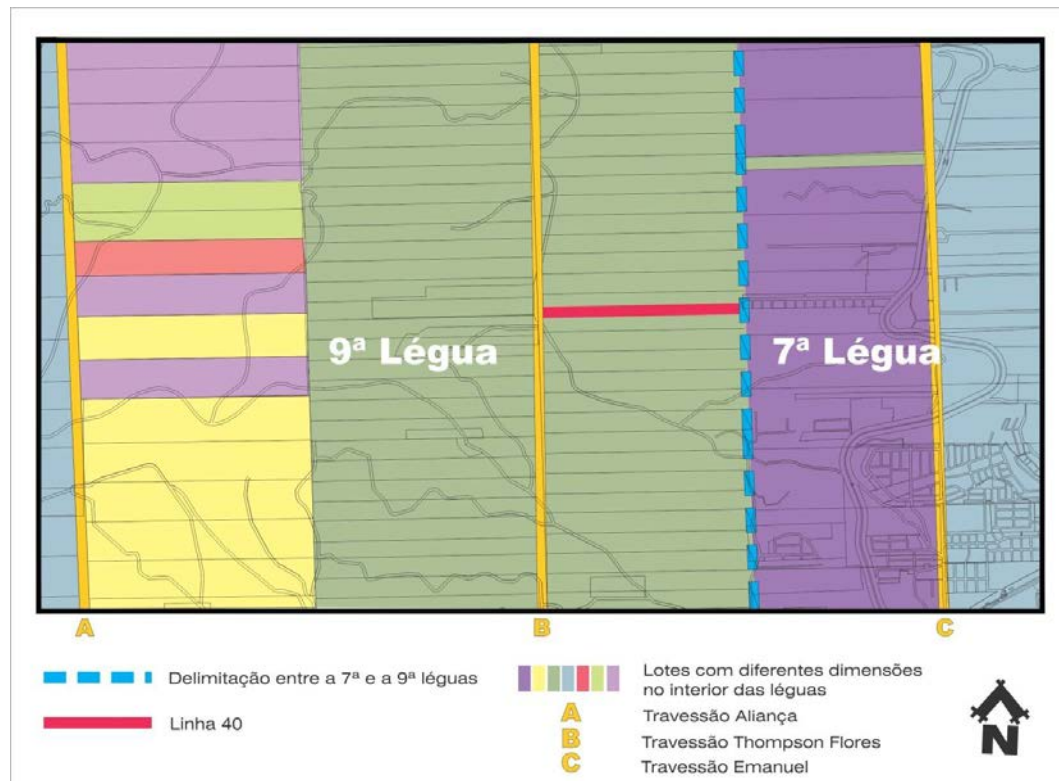 9ª Légua
7ª Légua
A
B
C
Delimitação entre a 7ª e a 9ª léguas
Linha 40
Lotes com diferentes dimensões
no interior das léguas
A Travessão Aliança
B Travessão Thompson Flores
C Travessão Emanuel
N